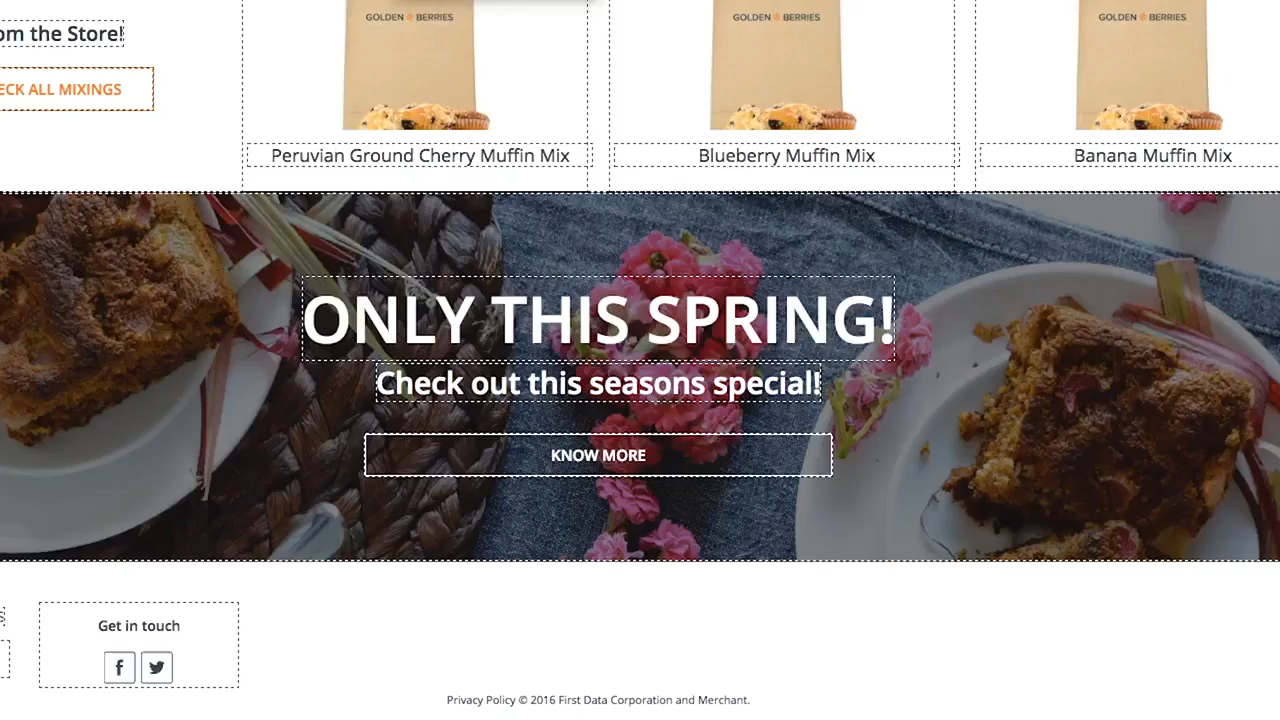 om the Store!
ECK ALL MIXINGS
GOLDEN BERRIES
GOLDEN BERRIES
GOLDEN BERRIES
Peruvian Ground Cherry Muffin Mix
Blueberry Muffin Mix
Banana Muffin Mix
ONLY THIS SPRING!
Check out this seasons special!
KNOW MORE
s
Get in touch
Privacy Policy © 2016 First Data Corporation and Merchant.